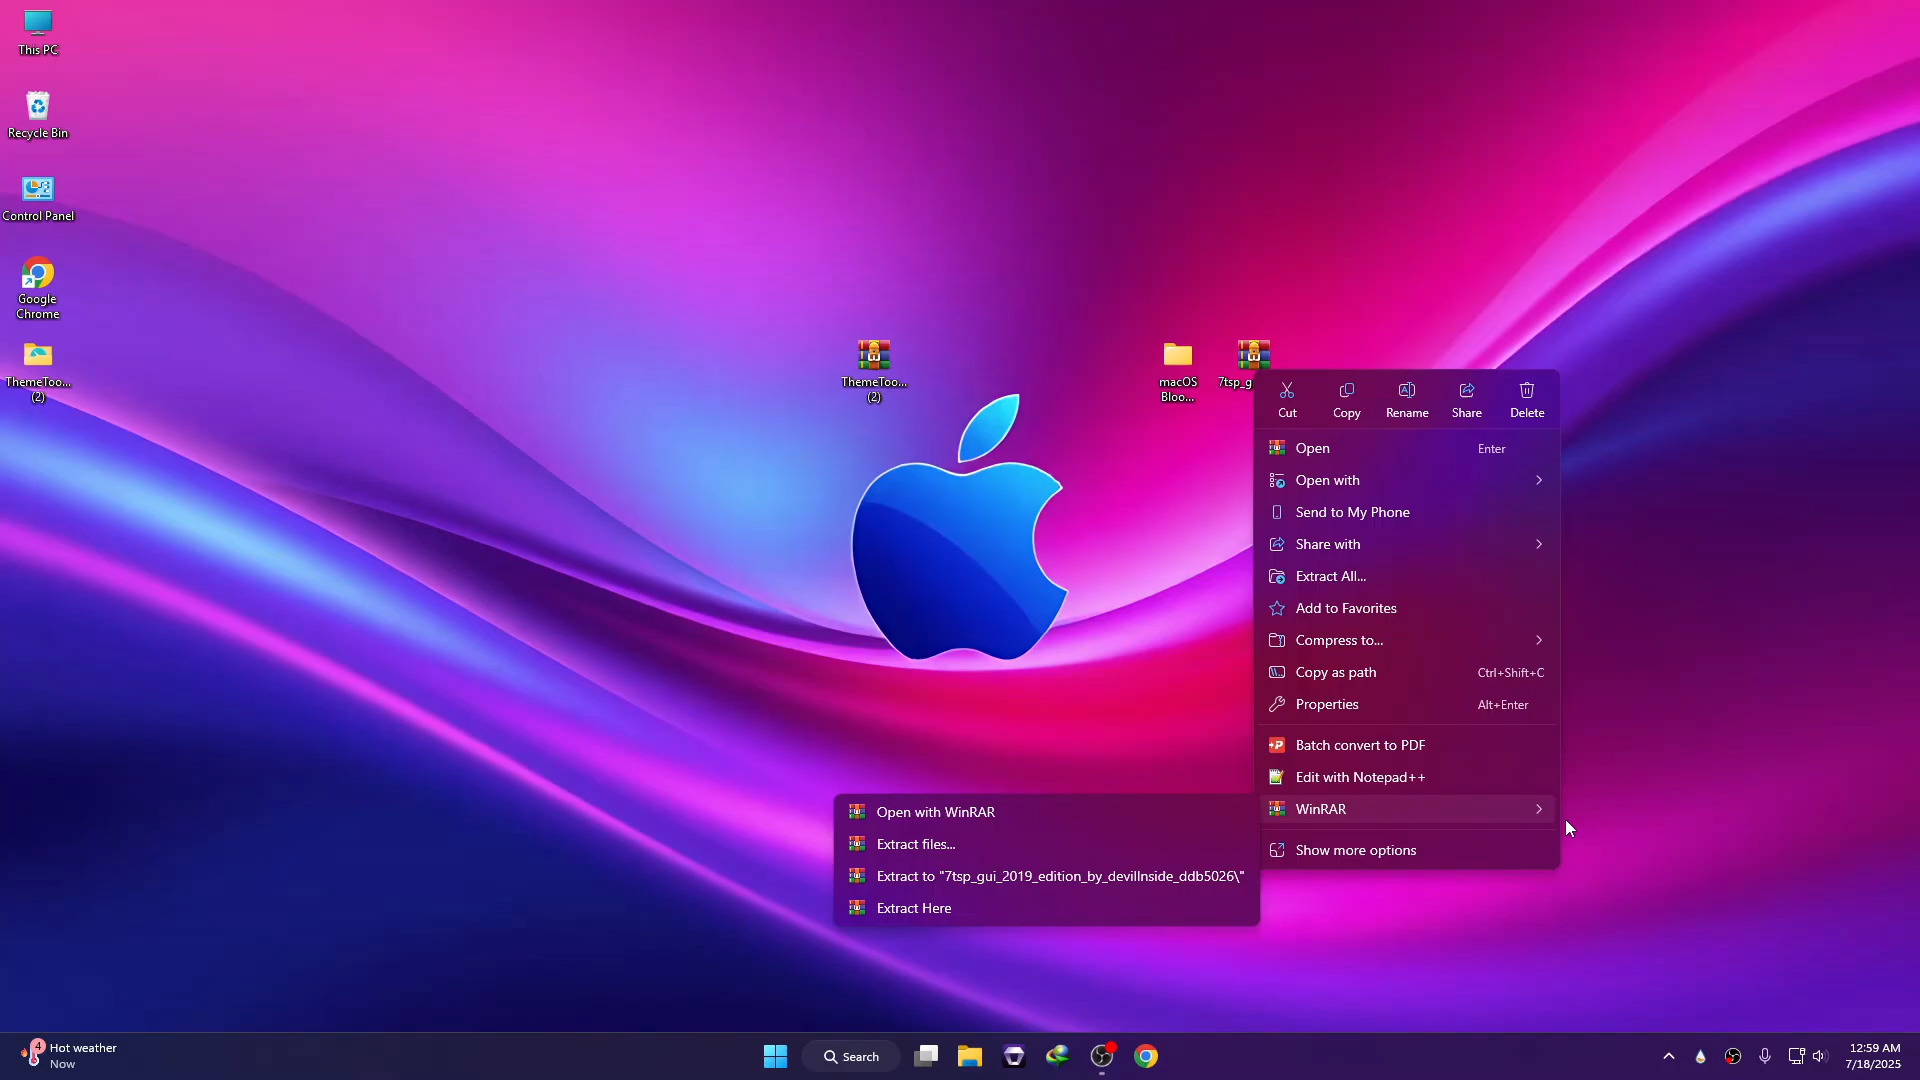 This PC
Recycle Bin
Control Panel
Google
Chrome
ThemeToo...
(2)
ThemeToo...
(2)
macOS
Bloo...
7tsp_g
Cut
Copy
Rename
Share
Delete
Open Enter
Open with
Send to My Phone
Share with
Extract All...
Add to Favorites
Compress to...
Copy as path Ctrl+Shift+C
Properties Alt+Enter
Batch convert to PDF
Edit with Notepad++
WinRAR
Show more options
Open with WinRAR
Extract files...
Extract to "7tsp_gui_2019_edition_by_devillnside_ddb5026\"
Extract Here
4
Hot weather
Now
Search
12:59 AM
7/18/2025